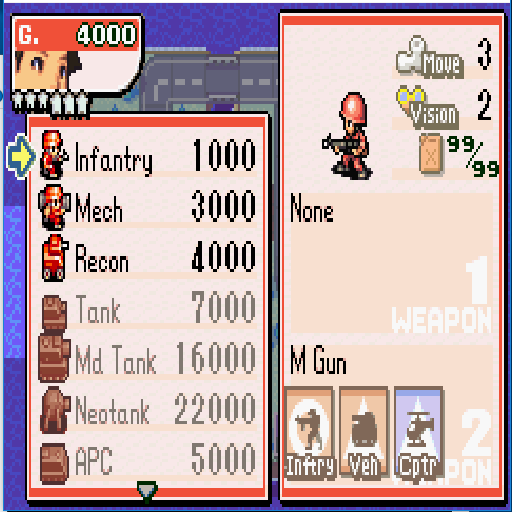 G. 4000
Infantry 1000
Mech 3000
Recon 4000
Tank 7000
Md Tank 16000
Neotank 22000
APC 5000
Move 3
Vision 2
99/99
None
1
WEAPON
M Gun
Inftry Veh Cptr
2
WEAPON